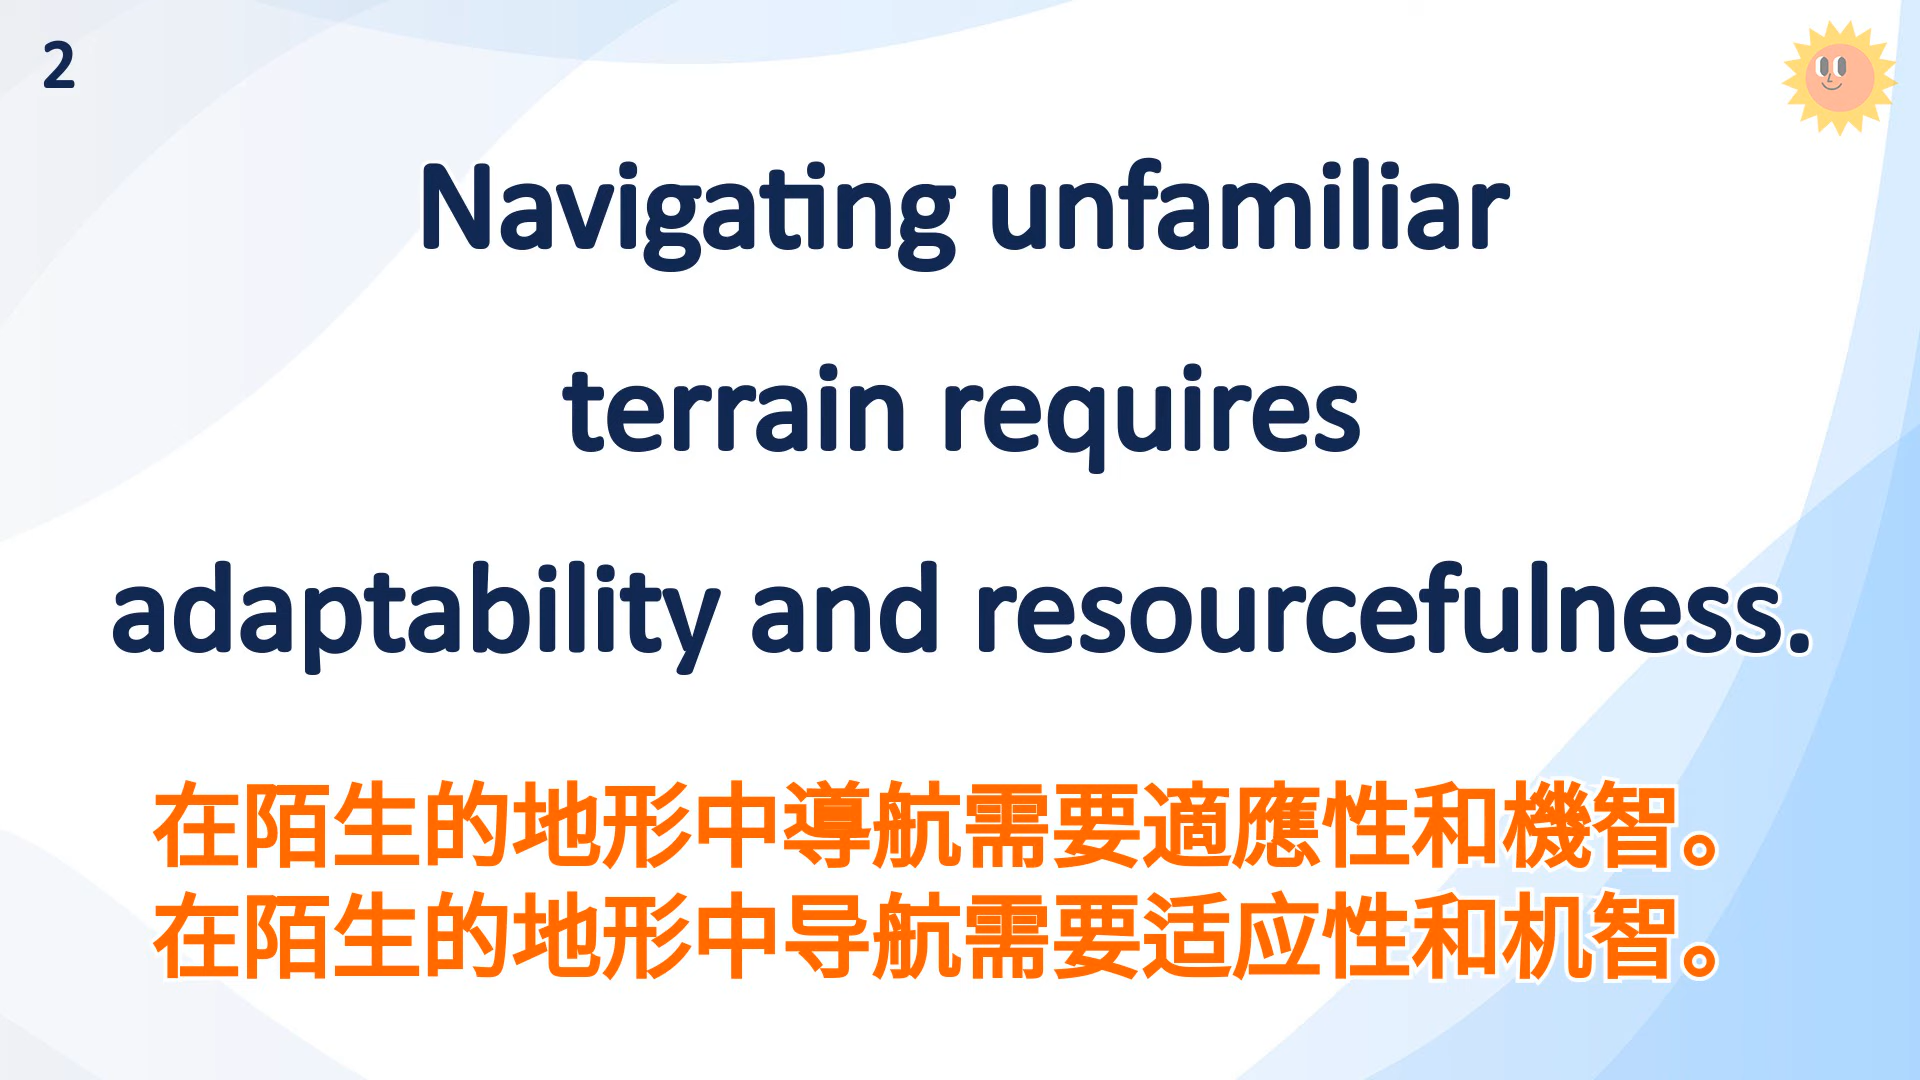 2
Navigating unfamiliar
terrain requires
adaptability and resourcefulness.
在陌生的地形中導航需要適應性和機智。
在陌生的地形中导航需要适应性和机智。